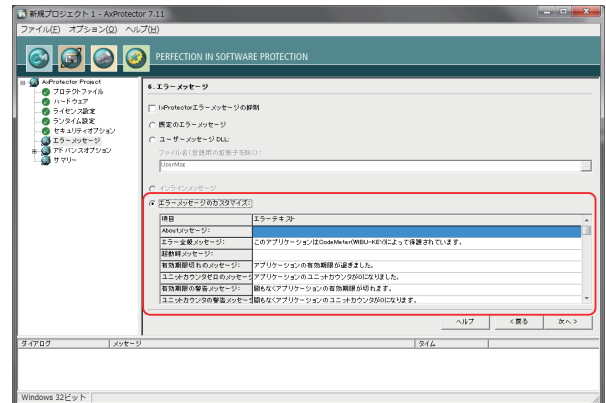 新規プロジェクト 1 - AxProtector 7.11
ファイル(F) オプション(O) ヘルプ(H)
PERFECTION IN SOFTWARE PROTECTION
AxProtector Project
プロテクトファイル
ハードウェア
ライセンス設定
ランタイム設定
セキュリティオプション
エラーメッセージ
アドバンスオプション
サマリー
6. エラーメッセージ
IxProtectorエラーメッセージの抑制
既定のエラーメッセージ
ユーザーメッセージ DLL:
ファイル名(言語用の拡張子を除く):
UserMsg
...
インラインメッセージ
エラーメッセージのカスタマイズ:
項目 エラーテキスト
Aboutメッセージ:
エラー全般メッセージ: このアプリケーションはCodeMeter(WIBU-KEY)によって保護されています。
起動時メッセージ:
有効期限切れのメッセージ: アプリケーションの有効期限が過ぎました。
ユニットカウンタゼロのメッセージ アプリケーションのユニットカウンタが0になりました。
有効期限の警告メッセージ: 間もなくアプリケーションの有効期限が切れます。
ユニットカウンタの警告メッセージ 間もなくアプリケーションのユニットカウンタが0になります。
ヘルプ < 戻る 次へ >
ダイアログ メッセージ タイム
Windows 32ビット